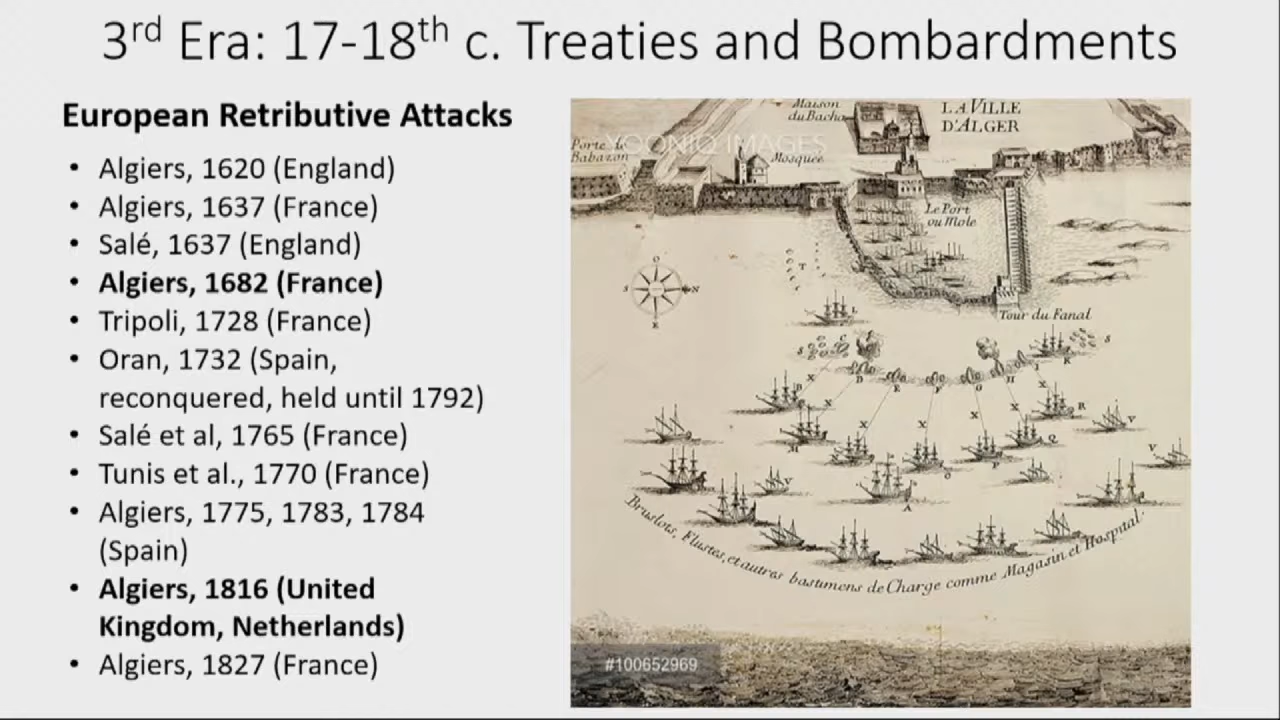 3rd Era: 17-18th c. Treaties and Bombardments
European Retributive Attacks
• Algiers, 1620 (England)
• Algiers, 1637 (France)
• Salé, 1637 (England)
• Algiers, 1682 (France)
• Tripoli, 1728 (France)
• Oran, 1732 (Spain,
reconquered, held until 1792)
• Salé et al, 1765 (France)
• Tunis et al., 1770 (France)
• Algiers, 1775, 1783, 1784
(Spain)
• Algiers, 1816 (United
Kingdom, Netherlands)
• Algiers, 1827 (France)
Maison
du Bacha
LA VILLE
D'ALGER
YOONIQ IMAGES
Porte de
Babazon
Mosquée
Le Port
ou Mole
Tour du Fanal
Bruslots, Flustes, et autres bastimens de Charge comme Magasin et Hospital.
#100652969